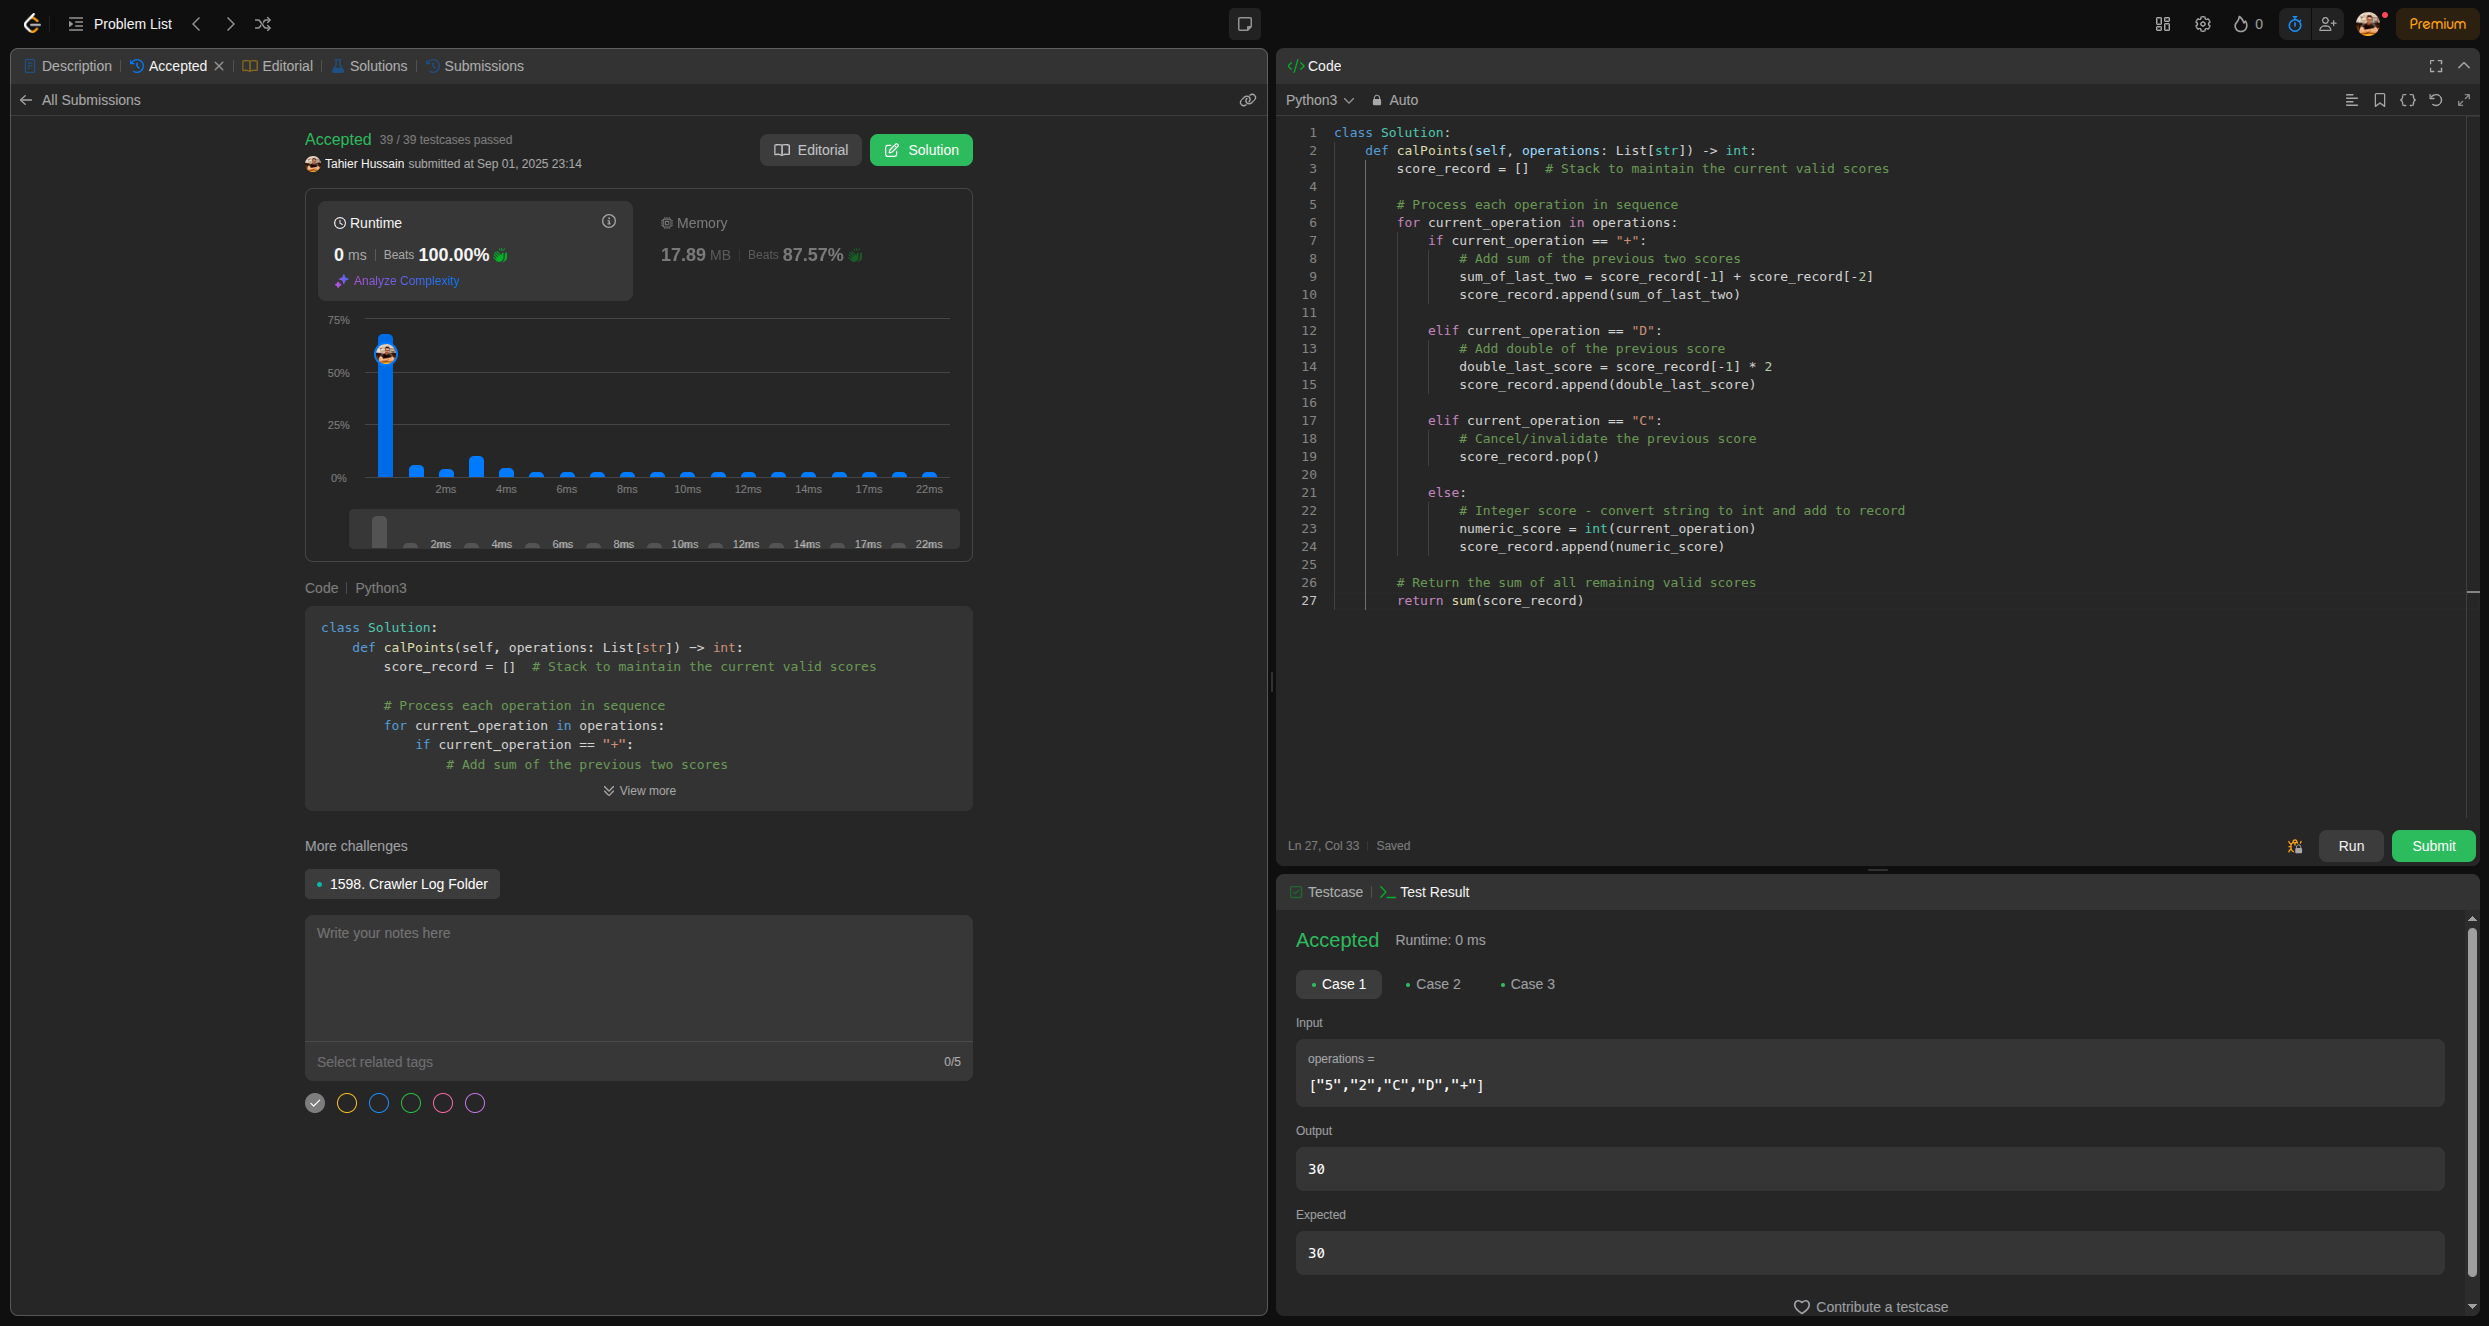 Problem List
0
Premium
Description
Accepted
Editorial
Solutions
Submissions
All Submissions
Accepted 39 / 39 testcases passed
Tahier Hussain submitted at Sep 01, 2025 23:14
Editorial
Solution
Runtime
0 ms Beats 100.00%
Analyze Complexity
Memory
17.89 MB Beats 87.57%
75%
50%
25%
0%
2ms 4ms 6ms 8ms 10ms 12ms 14ms 17ms 22ms
2ms 4ms 6ms 8ms 10ms 12ms 14ms 17ms 22ms
Code Python3
class Solution:
    def calPoints(self, operations: List[str]) -> int:
        score_record = []  # Stack to maintain the current valid scores
        # Process each operation in sequence
        for current_operation in operations:
            if current_operation == "+":
                # Add sum of the previous two scores
View more
More challenges
1598. Crawler Log Folder
Write your notes here
Select related tags
0/5
Code
Python3
Auto
1 class Solution:
2     def calPoints(self, operations: List[str]) -> int:
3         score_record = []  # Stack to maintain the current valid scores
4
5         # Process each operation in sequence
6         for current_operation in operations:
7             if current_operation == "+":
8                 # Add sum of the previous two scores
9                 sum_of_last_two = score_record[-1] + score_record[-2]
10                 score_record.append(sum_of_last_two)
11
12             elif current_operation == "D":
13                 # Add double of the previous score
14                 double_last_score = score_record[-1] * 2
15                 score_record.append(double_last_score)
16
17             elif current_operation == "C":
18                 # Cancel/invalidate the previous score
19                 score_record.pop()
20
21             else:
22                 # Integer score - convert string to int and add to record
23                 numeric_score = int(current_operation)
24                 score_record.append(numeric_score)
25
26         # Return the sum of all remaining valid scores
27         return sum(score_record)
Ln 27, Col 33 Saved
Run
Submit
Testcase
Test Result
Accepted Runtime: 0 ms
Case 1
Case 2
Case 3
Input
operations =
["5","2","C","D","+"]
Output
30
Expected
30
Contribute a testcase